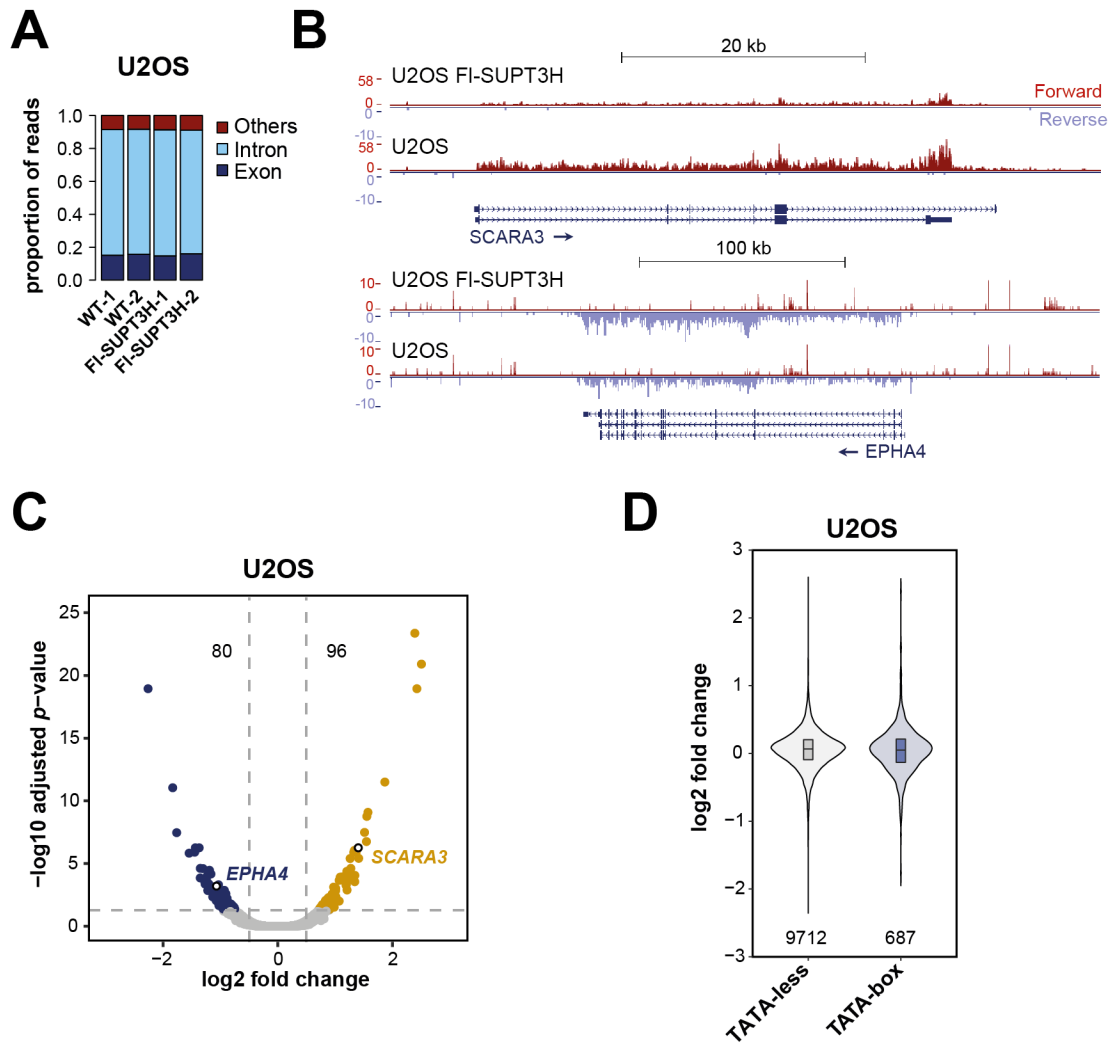 A
U2OS
proportion of reads
1.0
0.8
0.6
0.4
0.2
0.0
WT-1
WT-2
FI-SUPT3H-1
FI-SUPT3H-2
Others
Intron
Exon
B
20 kb
U2OS FI-SUPT3H
58
0
0
-10
Forward
Reverse
U2OS
58
0
0
-10
SCARA3
100 kb
U2OS FI-SUPT3H
10
0
0
-10
U2OS
10
0
0
-10
EPHA4
C
U2OS
−log10 adjusted p−value
25
20
15
10
5
0
80
96
EPHA4
SCARA3
−2
0
2
log2 fold change
D
U2OS
log2 fold change
3
2
1
0
−1
−2
−3
9712
687
TATA-less
TATA-box